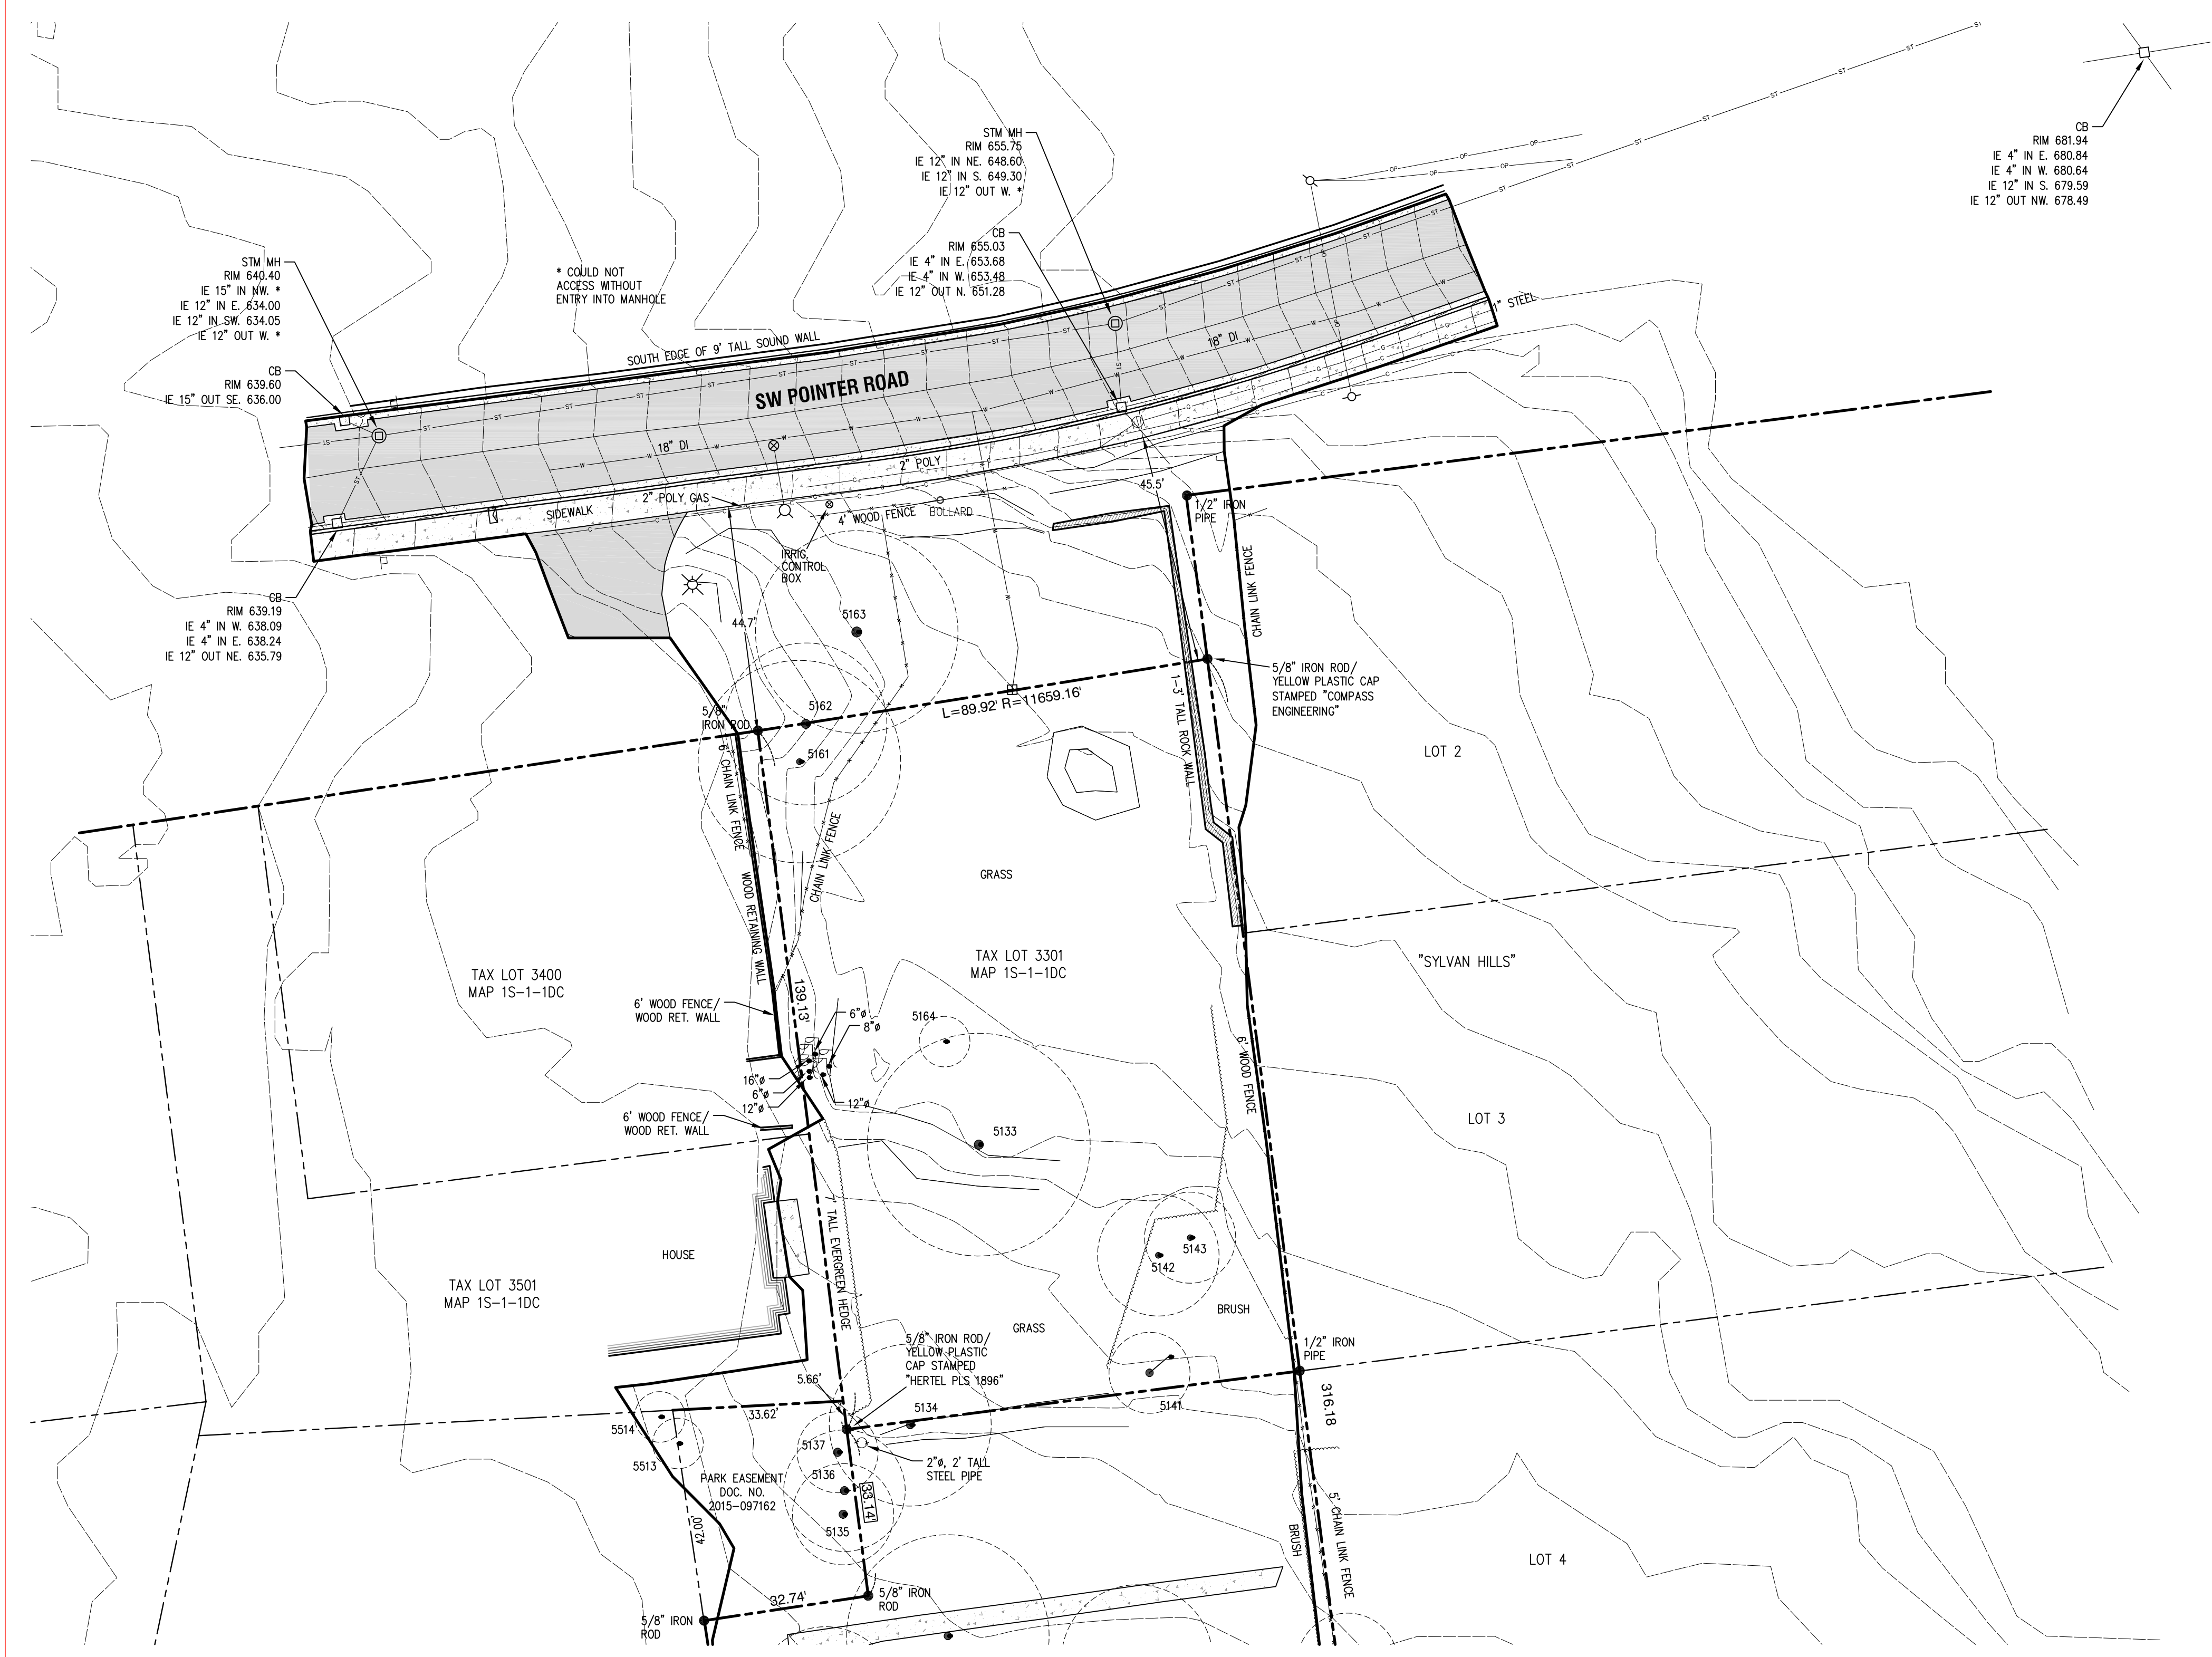 CB
RIM 681.94
IE 4" IN E. 680.84
IE 4" IN W. 680.64
IE 12" IN S. 679.59
IE 12" OUT NW. 678.49
STM MH
RIM 655.75
IE 12" IN NE. 648.60
IE 12" IN S. 649.30
IE 12" OUT W. *
CB
RIM 655.03
IE 4" IN E. 653.68
IE 4" IN W. 653.48
IE 12" OUT N. 651.28
STM MH
RIM 640.40
IE 15" IN NW. *
IE 12" IN E. 634.00
IE 12" IN SW. 634.05
IE 12" OUT W. *
* COULD NOT
ACCESS WITHOUT
ENTRY INTO MANHOLE
CB
RIM 639.60
IE 15" OUT SE. 636.00
SOUTH EDGE OF 9' TALL SOUND WALL
SW POINTER ROAD
18" DI
18" DI
1" STEEL
2" POLY
2" POLY GAS
SIDEWALK
4' WOOD FENCE
BOLLARD
45.5'
1/2" IRON
PIPE
IRRIG.
CONTROL
BOX
CHAIN LINK FENCE
CB
RIM 639.19
IE 4" IN W. 638.09
IE 4" IN E. 638.24
IE 12" OUT NE. 635.79
44.7'
5163
5/8" IRON ROD/
YELLOW PLASTIC CAP
STAMPED "COMPASS
ENGINEERING"
5/8"
IRON ROD
5162
L=89.92' R=11659.16'
5161
1-3' TALL ROCK WALL
LOT 2
6' CHAIN LINK FENCE
CHAIN LINK FENCE
WOOD RETAINING WALL
GRASS
TAX LOT 3400
MAP 1S-1-1DC
TAX LOT 3301
MAP 1S-1-1DC
"SYLVAN HILLS"
139.13'
6' WOOD FENCE/
WOOD RET. WALL
6"ø
8"ø
5164
16"ø
6"ø
12"ø
12"ø
6' WOOD FENCE
6' WOOD FENCE/
WOOD RET. WALL
5133
LOT 3
HOUSE
TALL EVERGREEN HEDGE
5143
5142
TAX LOT 3501
MAP 1S-1-1DC
BRUSH
GRASS
5/8" IRON ROD/
YELLOW PLASTIC
CAP STAMPED
"HERTEL PLS 1896"
1/2" IRON
PIPE
5.66'
33.62'
5134
5141
316.18
5514
5513
5137
5136
5135
2"ø, 2' TALL
STEEL PIPE
PARK EASEMENT
DOC. NO.
2015-097162
33.14'
42.00'
BRUSH
5' CHAIN LINK FENCE
LOT 4
32.74'
5/8" IRON
ROD
5/8" IRON
ROD